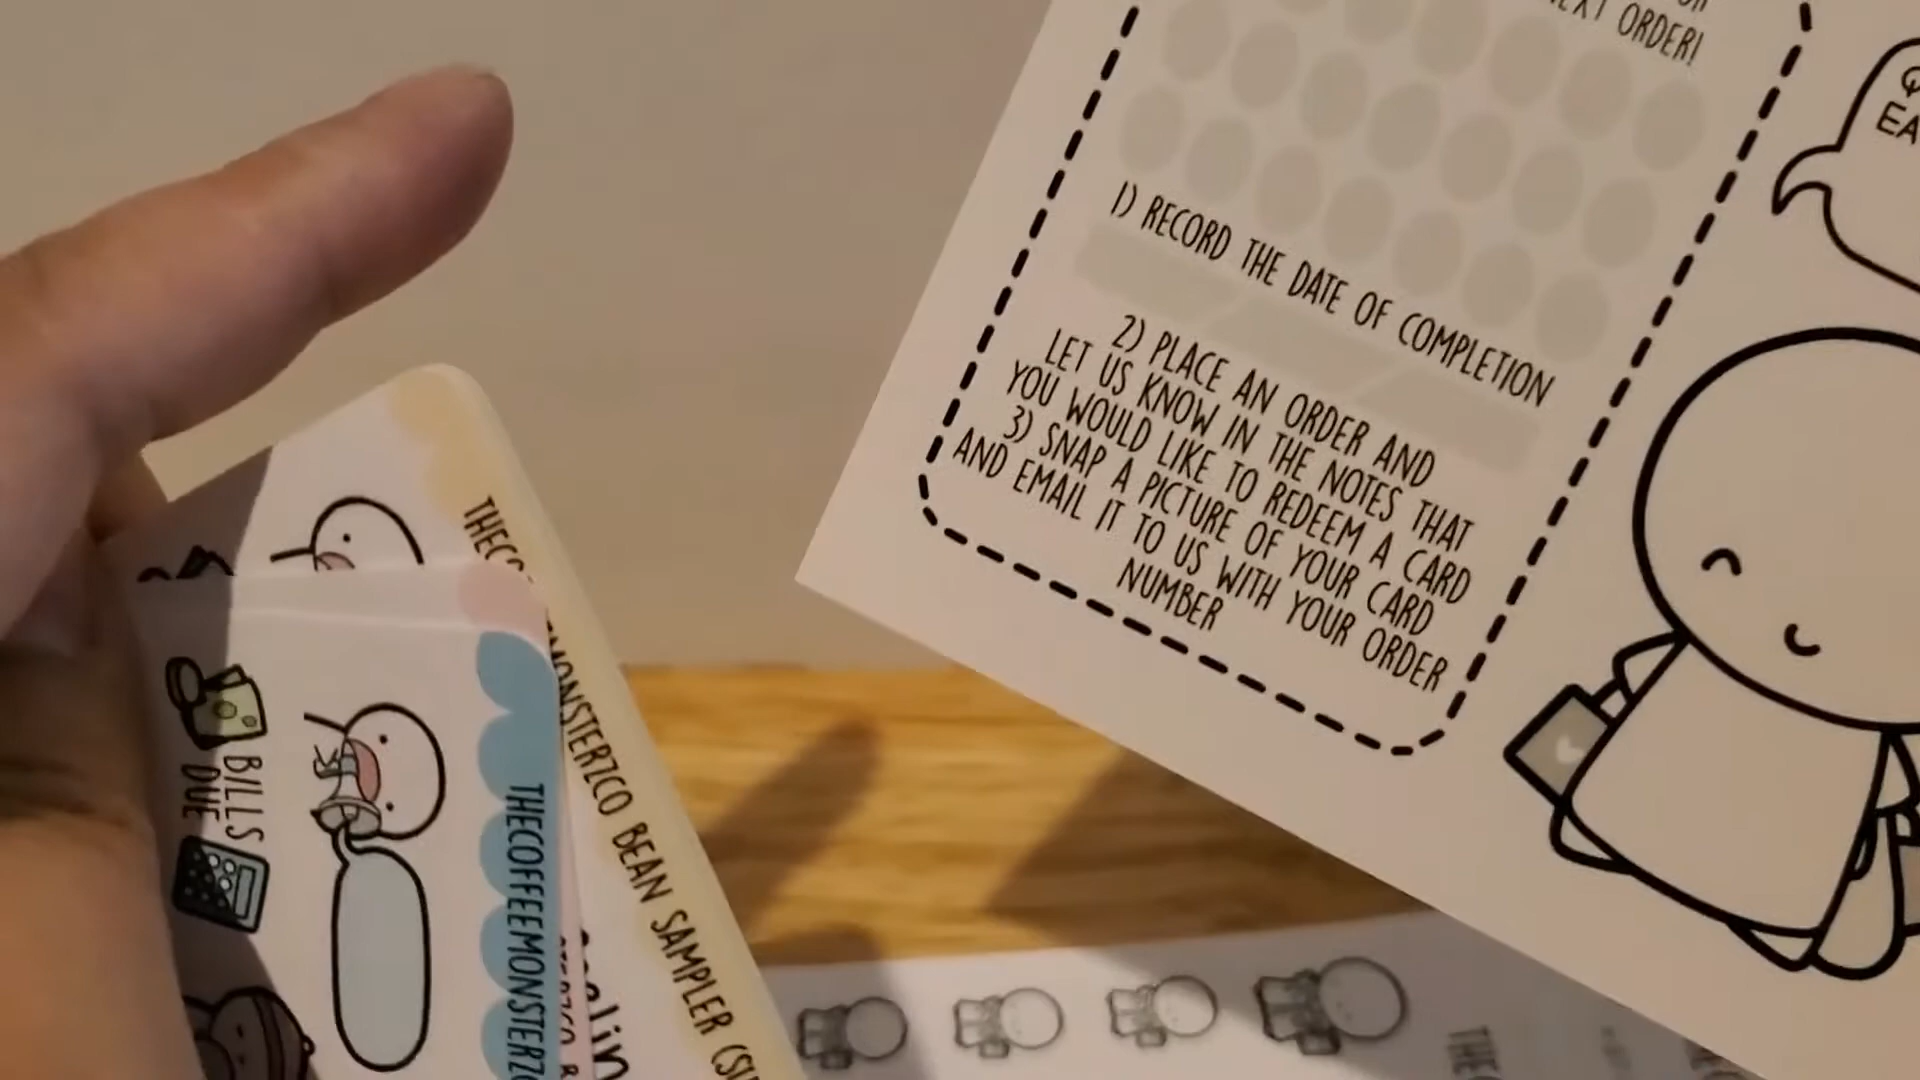 NEXT ORDER!
1) RECORD THE DATE OF COMPLETION
2) PLACE AN ORDER AND
LET US KNOW IN THE NOTES THAT
YOU WOULD LIKE TO REDEEM A CARD
3) SNAP A PICTURE OF YOUR CARD
AND EMAIL IT TO US WITH YOUR ORDER
NUMBER
BILLS
DUE
THECOFFEEMONSTERZ
MONSTERZCO BEAN SAMPLER